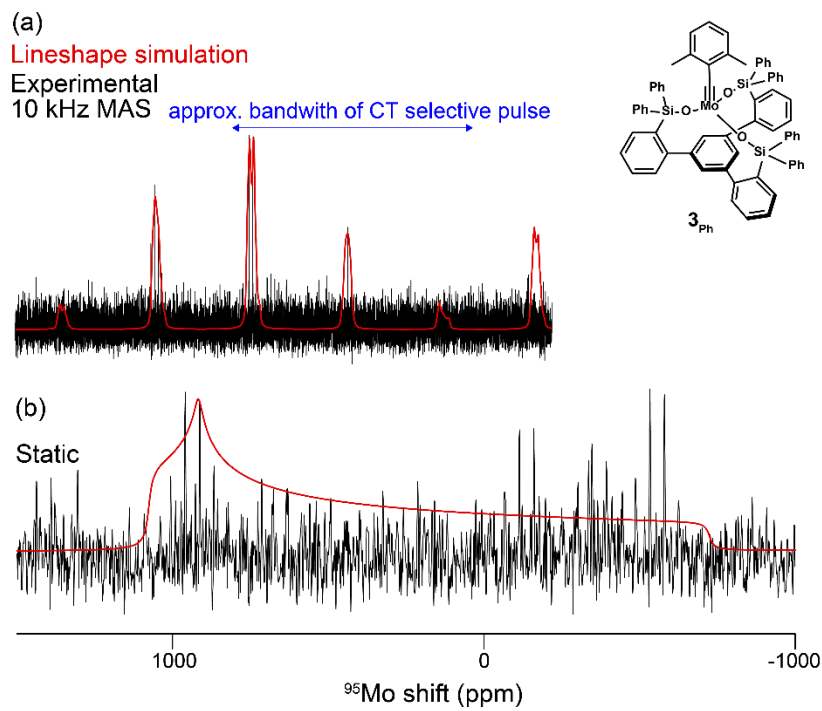 (a)
Lineshape simulation
Experimental
10 kHz MAS
approx. bandwith of CT selective pulse
Ph
Ph
Si
O
Mo
O
Si
Ph
Ph
O
Si
Ph
Ph
3Ph
(b)
Static
1000
0
-1000
95Mo shift (ppm)